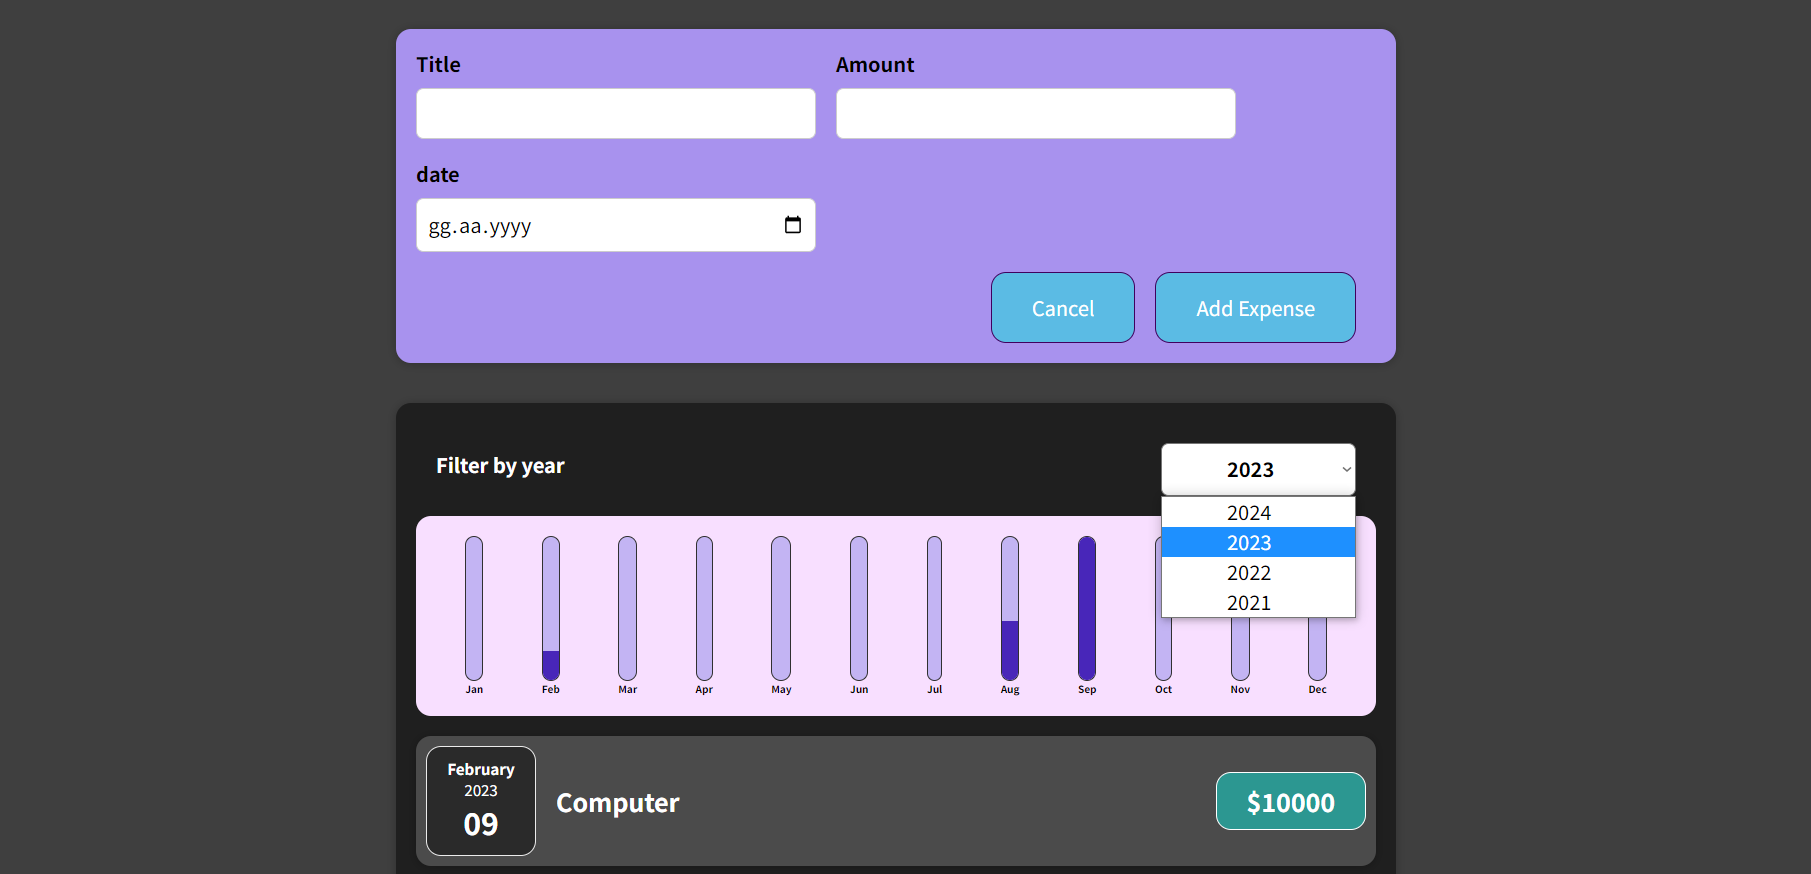 Title
Amount
date
gg.aa.yyyy
Cancel
Add Expense
Filter by year
2023
2024
2023
2022
2021
Jan
Feb
Mar
Apr
May
Jun
Jul
Aug
Sep
Oct
Nov
Dec
February
2023
09
Computer
$10000